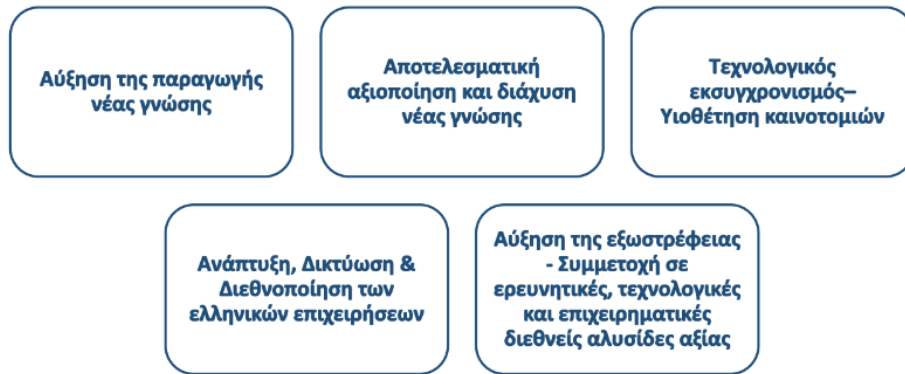 Αύξηση της παραγωγής
νέας γνώσης
Αποτελεσματική
αξιοποίηση και διάχυση
νέας γνώσης
Τεχνολογικός
εκσυγχρονισμός–
Υιοθέτηση καινοτομιών
Ανάπτυξη, Δικτύωση &
Διεθνοποίηση των
ελληνικών επιχειρήσεων
Αύξηση της εξωστρέφειας
- Συμμετοχή σε
ερευνητικές, τεχνολογικές
και επιχειρηματικές
διεθνείς αλυσίδες αξίας